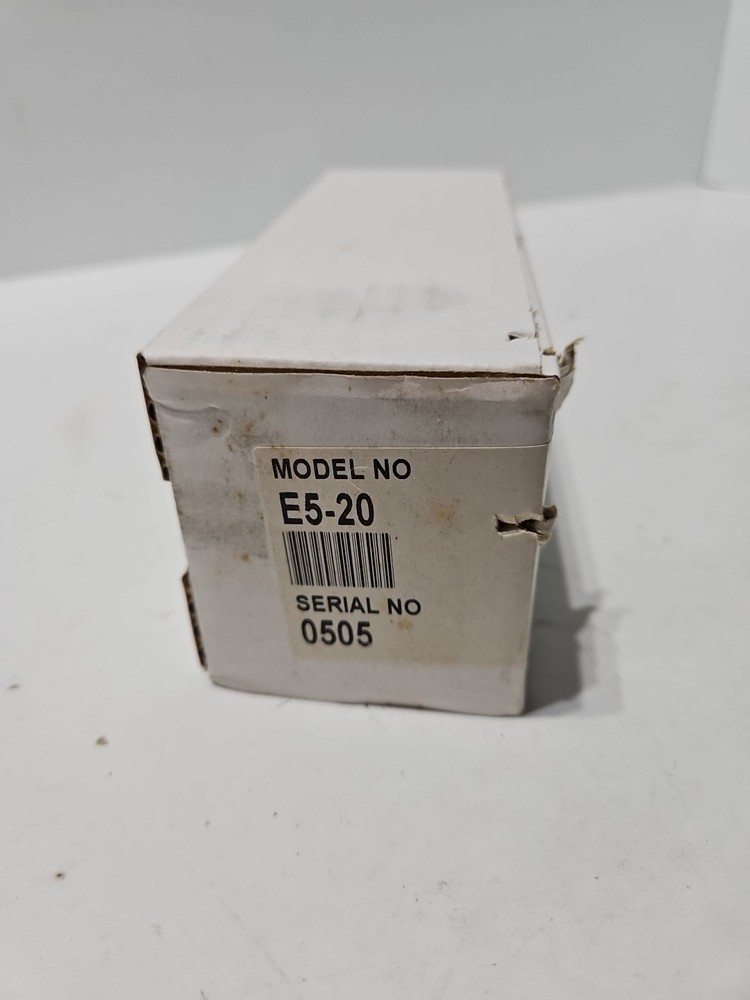 MODEL NO
E5-20
SERIAL NO
0505